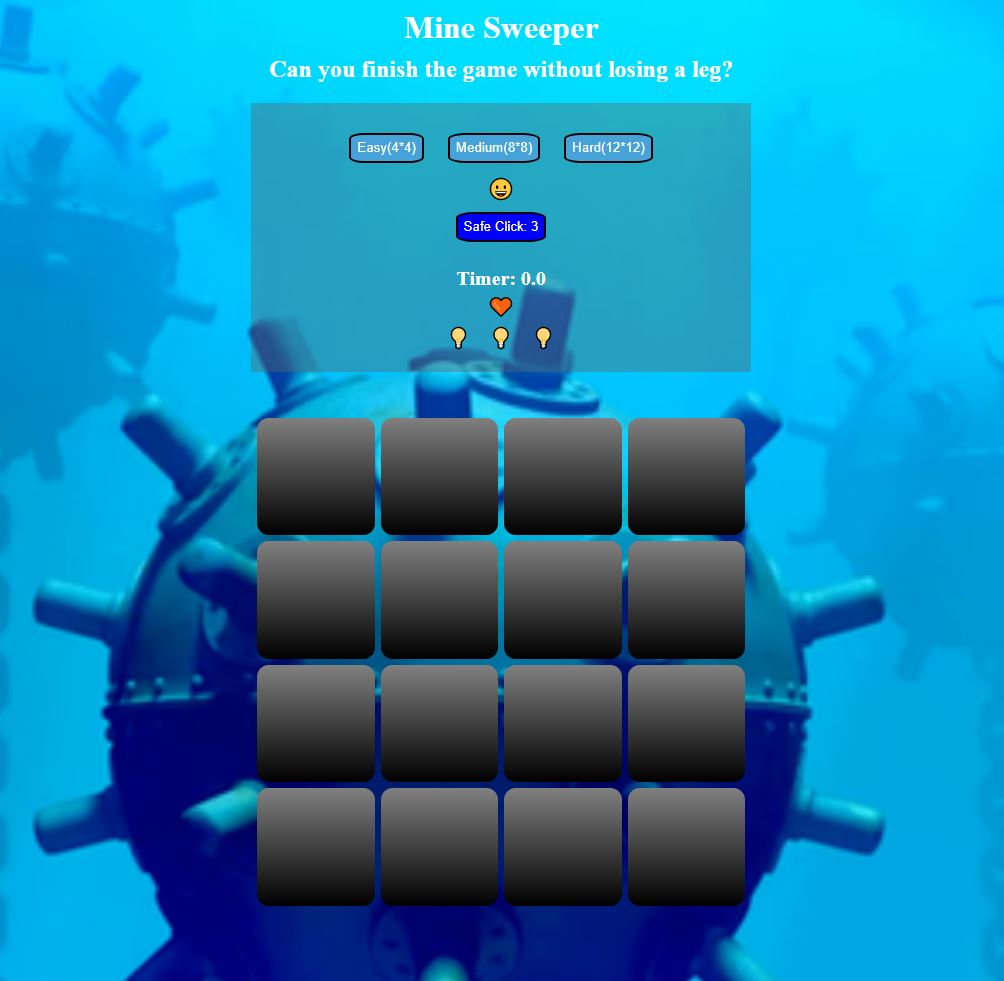 Mine Sweeper
Can you finish the game without losing a leg?
Easy(4*4) Medium(8*8) Hard(12*12)
Safe Click: 3
Timer: 0.0